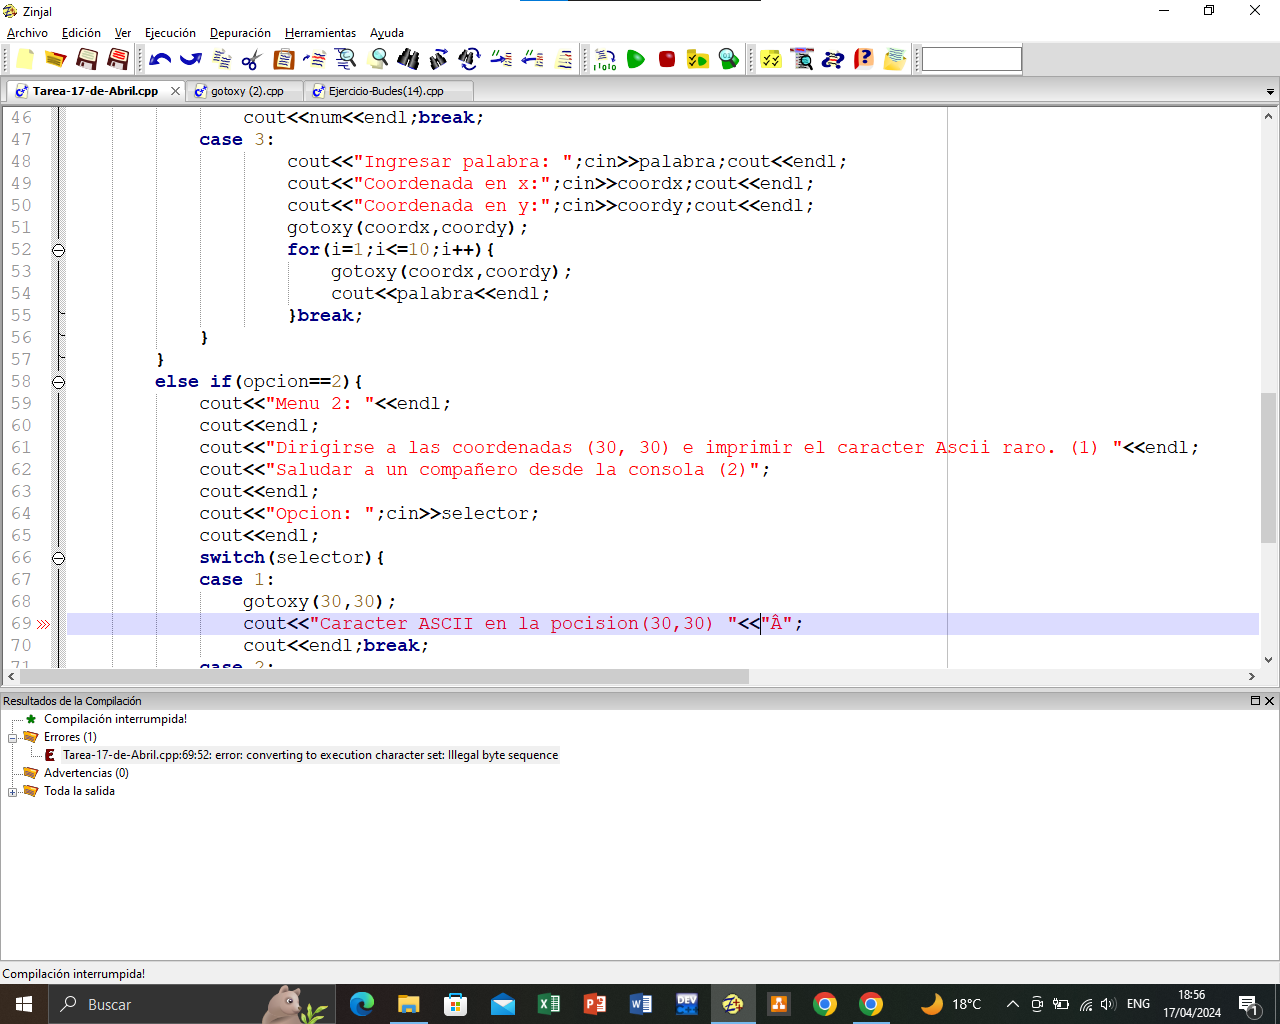 Zinjal
Archivo Edición Ver Ejecución Depuración Herramientas Ayuda
Tarea-17-de-Abril.cpp gotoxy (2).cpp Ejercicio-Bucles(14).cpp
46 cout<<num<<endl;break;
47 case 3:
48 cout<<"Ingresar palabra: ";cin>>palabra;cout<<endl;
49 cout<<"Coordenada en x:";cin>>coordx;cout<<endl;
50 cout<<"Coordenada en y:";cin>>coordy;cout<<endl;
51 gotoxy(coordx,coordy);
52 for(i=1;i<=10;i++){
53 gotoxy(coordx,coordy);
54 cout<<palabra<<endl;
55 }break;
56 }
57 }
58 else if(opcion==2){
59 cout<<"Menu 2: "<<endl;
60 cout<<endl;
61 cout<<"Dirigirse a las coordenadas (30, 30) e imprimir el caracter Ascii raro. (1) "<<endl;
62 cout<<"Saludar a un compañero desde la consola (2)";
63 cout<<endl;
64 cout<<"Opcion: ";cin>>selector;
65 cout<<endl;
66 switch(selector){
67 case 1:
68 gotoxy(30,30);
69 cout<<"Caracter ASCII en la pocision(30,30) "<<"Â";
70 cout<<endl;break;
71 case 2:
Resultados de la Compilación
Compilación interrumpida!
Errores (1)
Tarea-17-de-Abril.cpp:69:52: error: converting to execution character set: Illegal byte sequence
Advertencias (0)
Toda la salida
Compilación interrumpida!
Buscar
DEV
18°C
ENG
18:56
17/04/2024
1